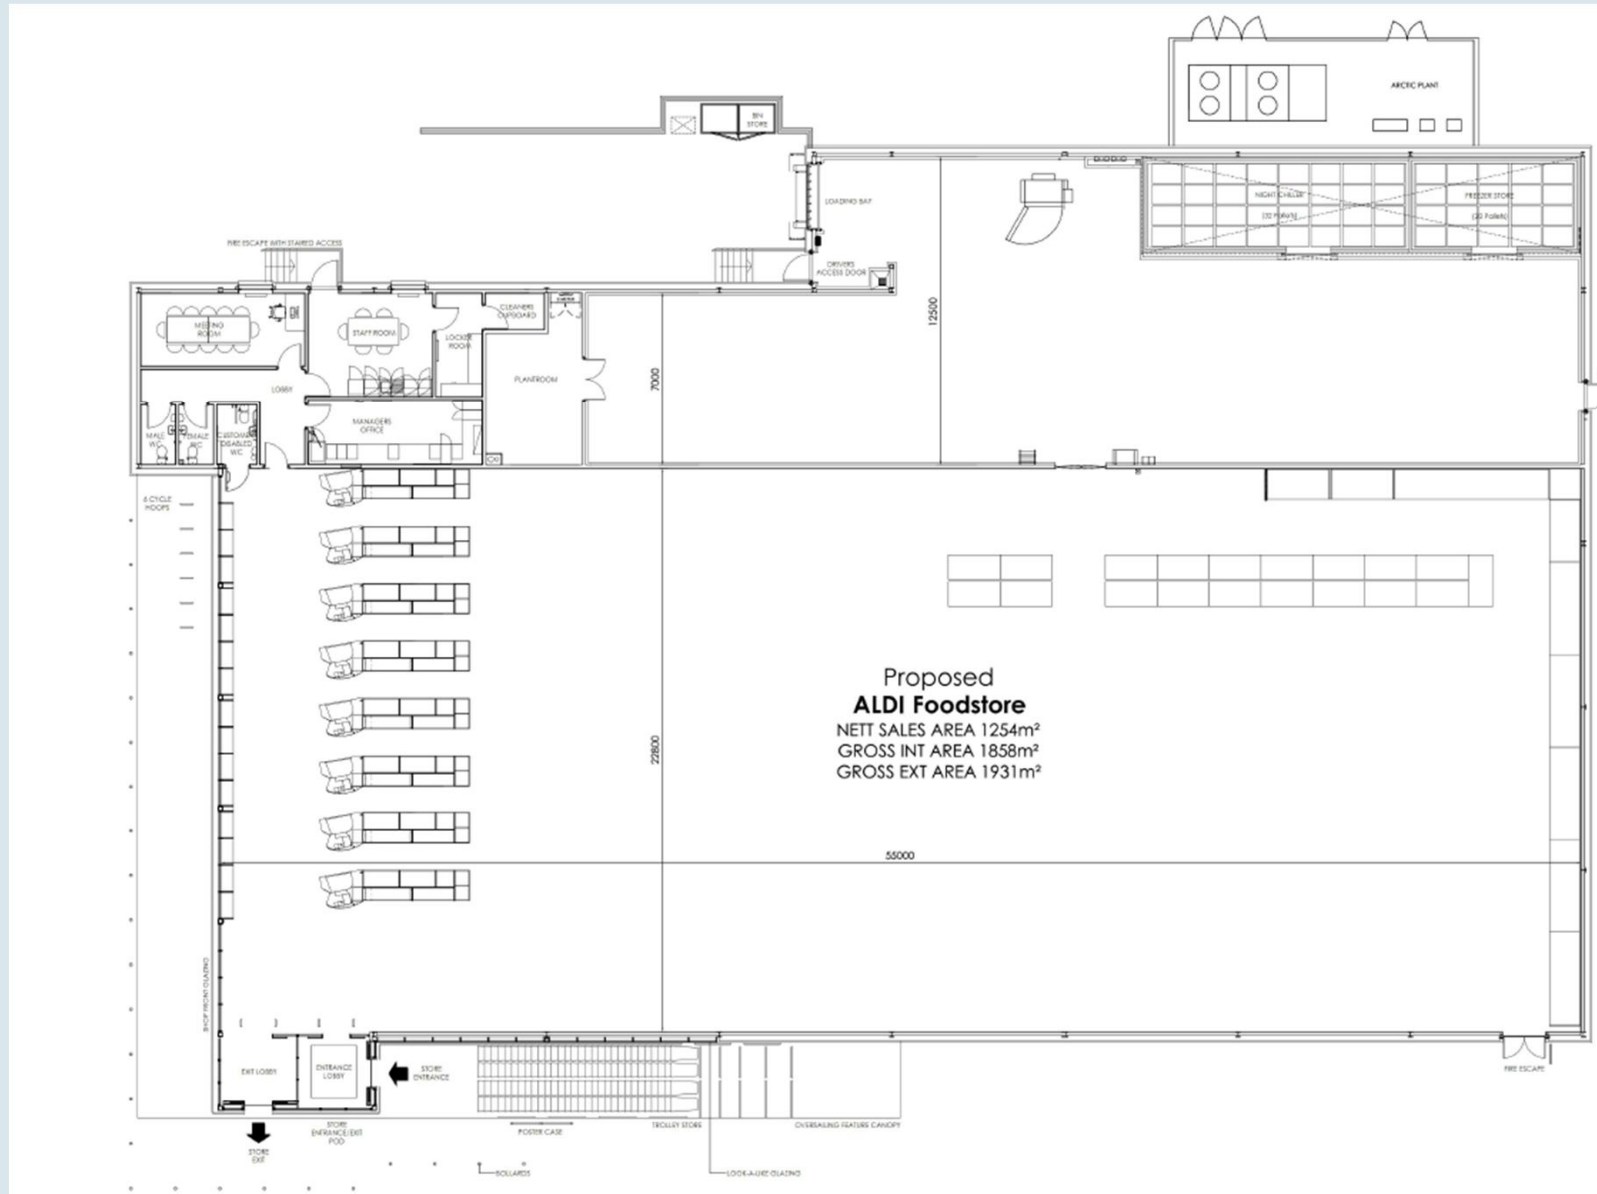 ARCTIC PLANT
BIN
STORE
LOADING BAY
NIGHT CHILLER
(32 Pallets)
FREEZER STORE
(20 Pallets)
FIRE ESCAPE WITH STAIRED ACCESS
DRIVERS
ACCESS DOOR
MEETING
ROOM
STAFF ROOM
LOCKER
ROOM
CLEANERS
CUPBOARD
12500
7000
PLANTROOM
LOBBY
MANAGERS
OFFICE
MALE
WC
FEMALE
WC
CUSTOMER
DISABLED
WC
6 CYCLE
HOOPS
Proposed
ALDI Foodstore
NETT SALES AREA 1254m²
GROSS INT AREA 1858m²
GROSS EXT AREA 1931m²
22800
55000
SHOP FRONT GLAZING
EXIT LOBBY
ENTRANCE
LOBBY
STORE
ENTRANCE
FIRE ESCAPE
STORE
ENTRANCE/EXIT
POD
POSTER CASE
TROLLEY STORE
OVERSAILING FEATURE CANOPY
STORE
EXIT
BOLLARDS
LOOK-A-LIKE GLAZING